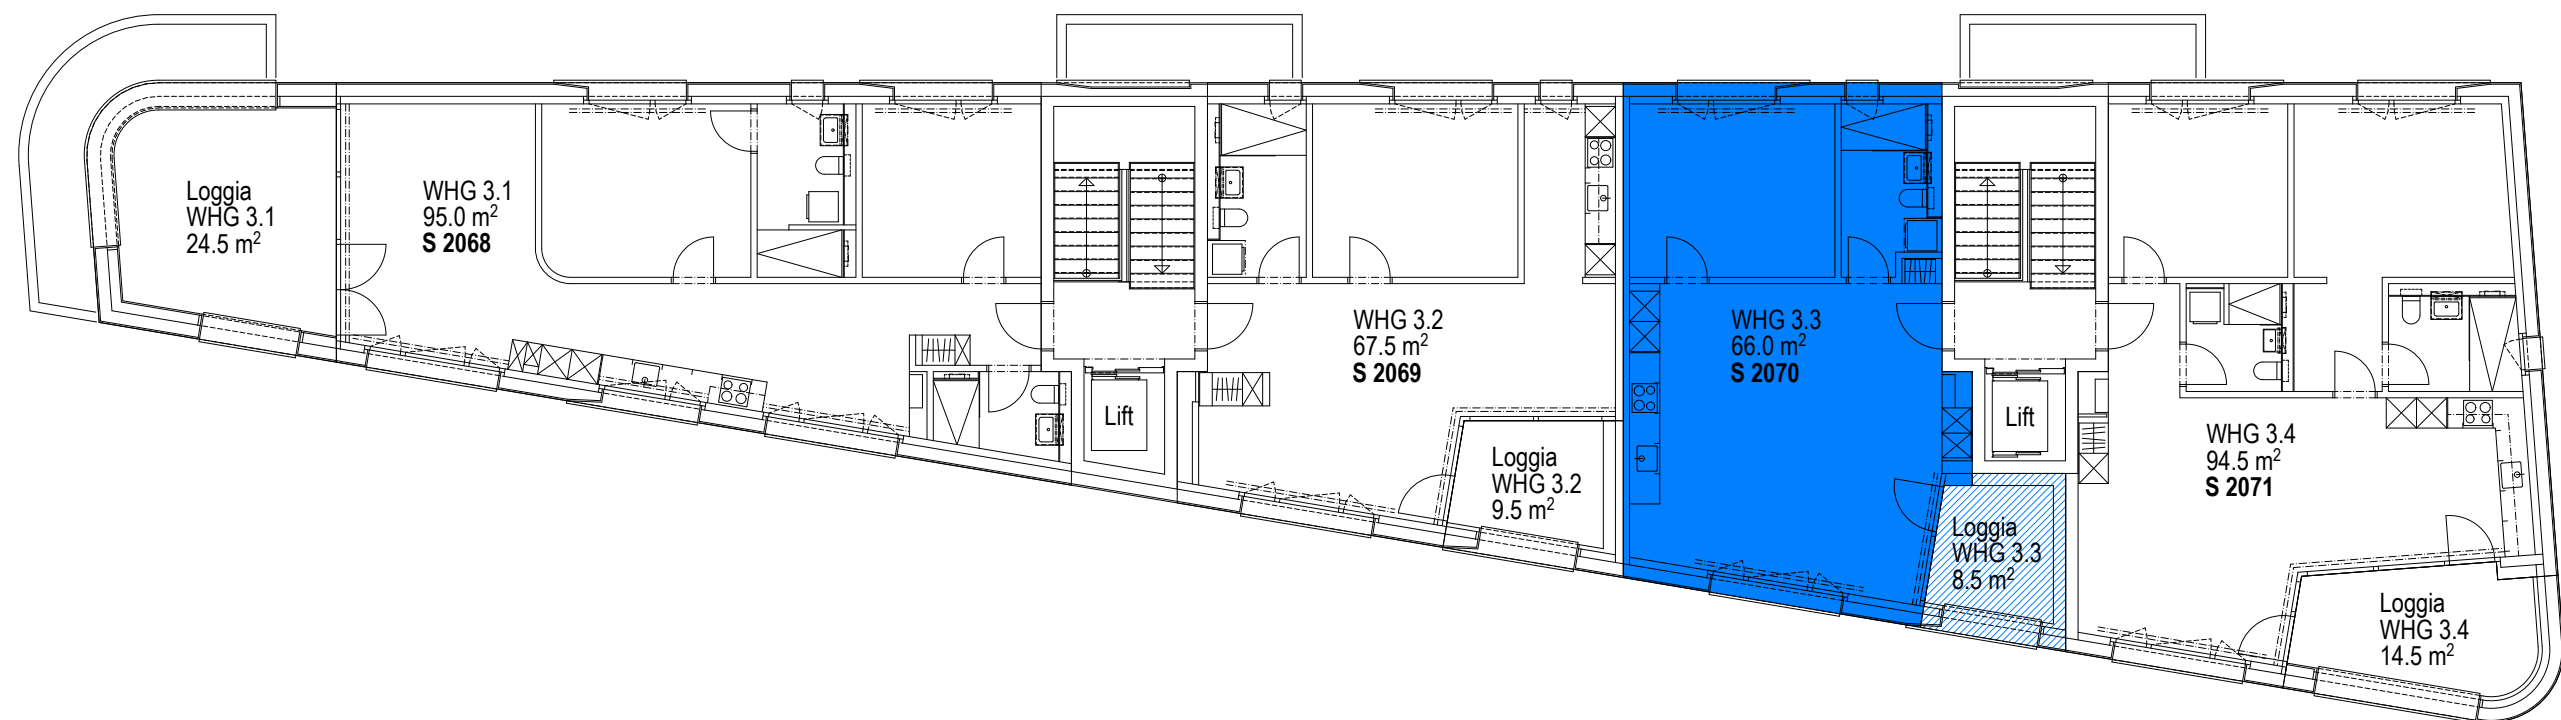 Loggia
WHG 3.1
24.5 m²
WHG 3.1
95.0 m²
S 2068
Lift
WHG 3.2
67.5 m²
S 2069
Loggia
WHG 3.2
9.5 m²
WHG 3.3
66.0 m²
S 2070
Loggia
WHG 3.3
8.5 m²
Lift
WHG 3.4
94.5 m²
S 2071
Loggia
WHG 3.4
14.5 m²